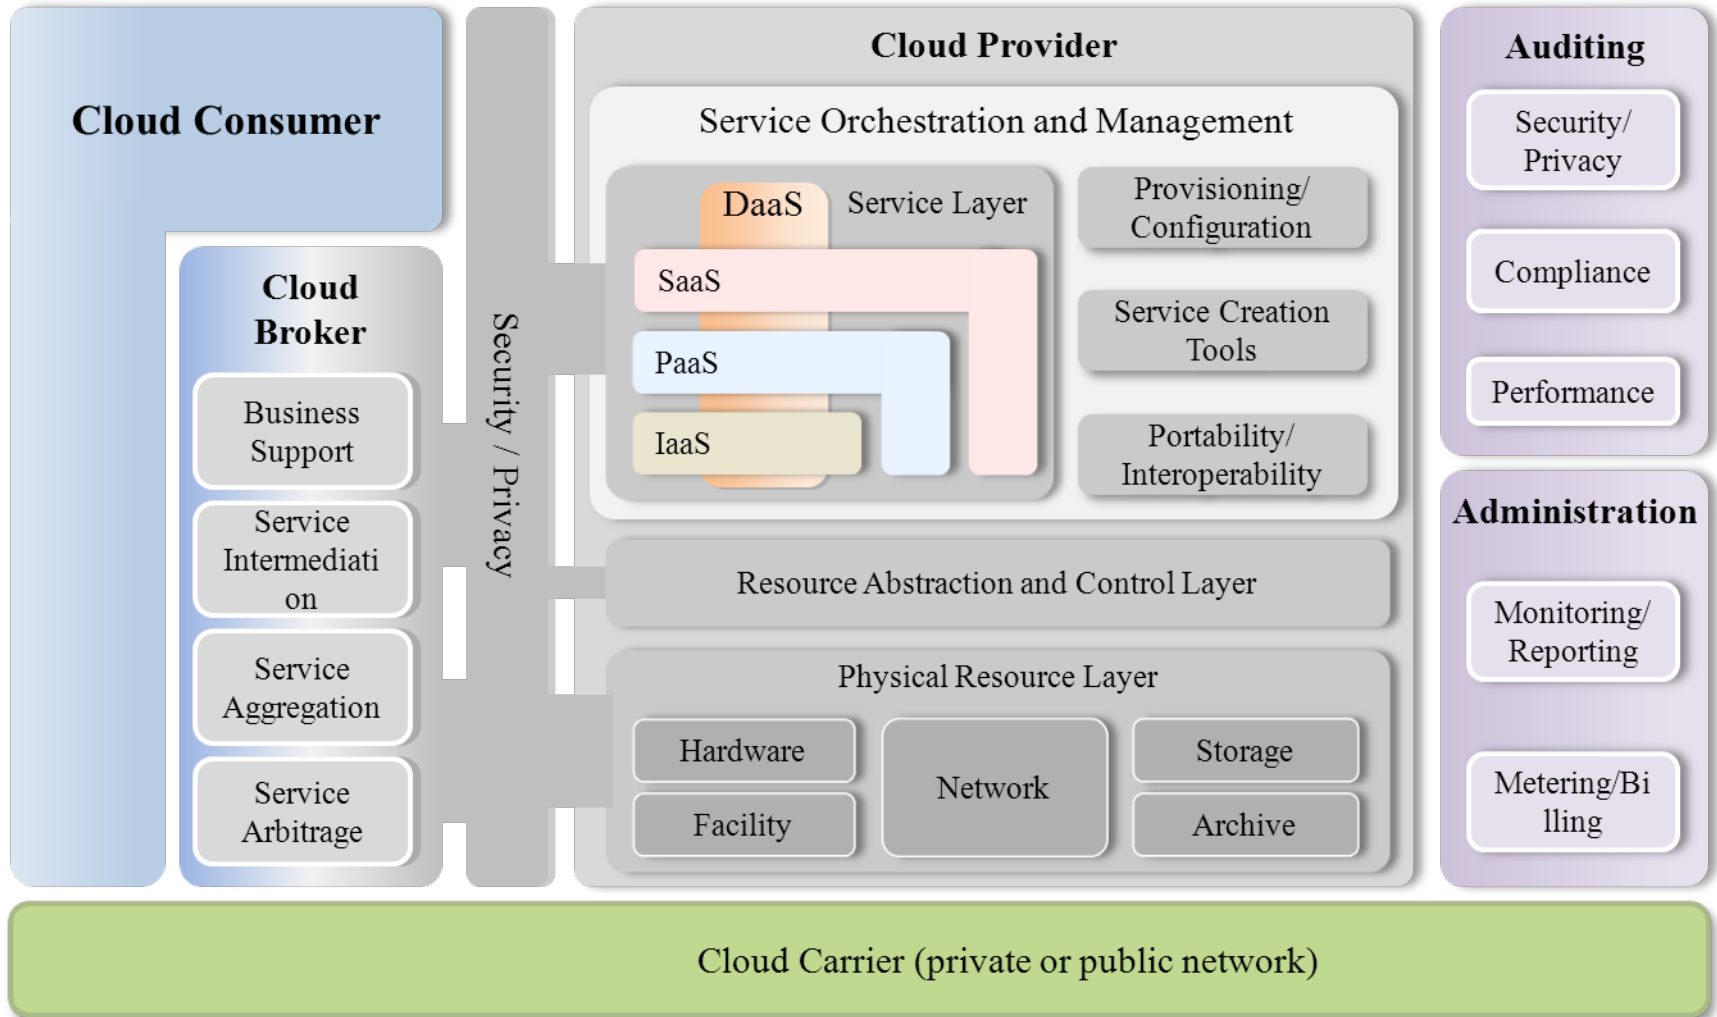 Cloud Consumer
Cloud
Broker
Business
Support
Service
Intermediati
on
Service
Aggregation
Service
Arbitrage
Security / Privacy
Cloud Provider
Service Orchestration and Management
DaaS
Service Layer
SaaS
PaaS
IaaS
Provisioning/
Configuration
Service Creation
Tools
Portability/
Interoperability
Resource Abstraction and Control Layer
Physical Resource Layer
Hardware
Facility
Network
Storage
Archive
Auditing
Security/
Privacy
Compliance
Performance
Administration
Monitoring/
Reporting
Metering/Bi
lling
Cloud Carrier (private or public network)